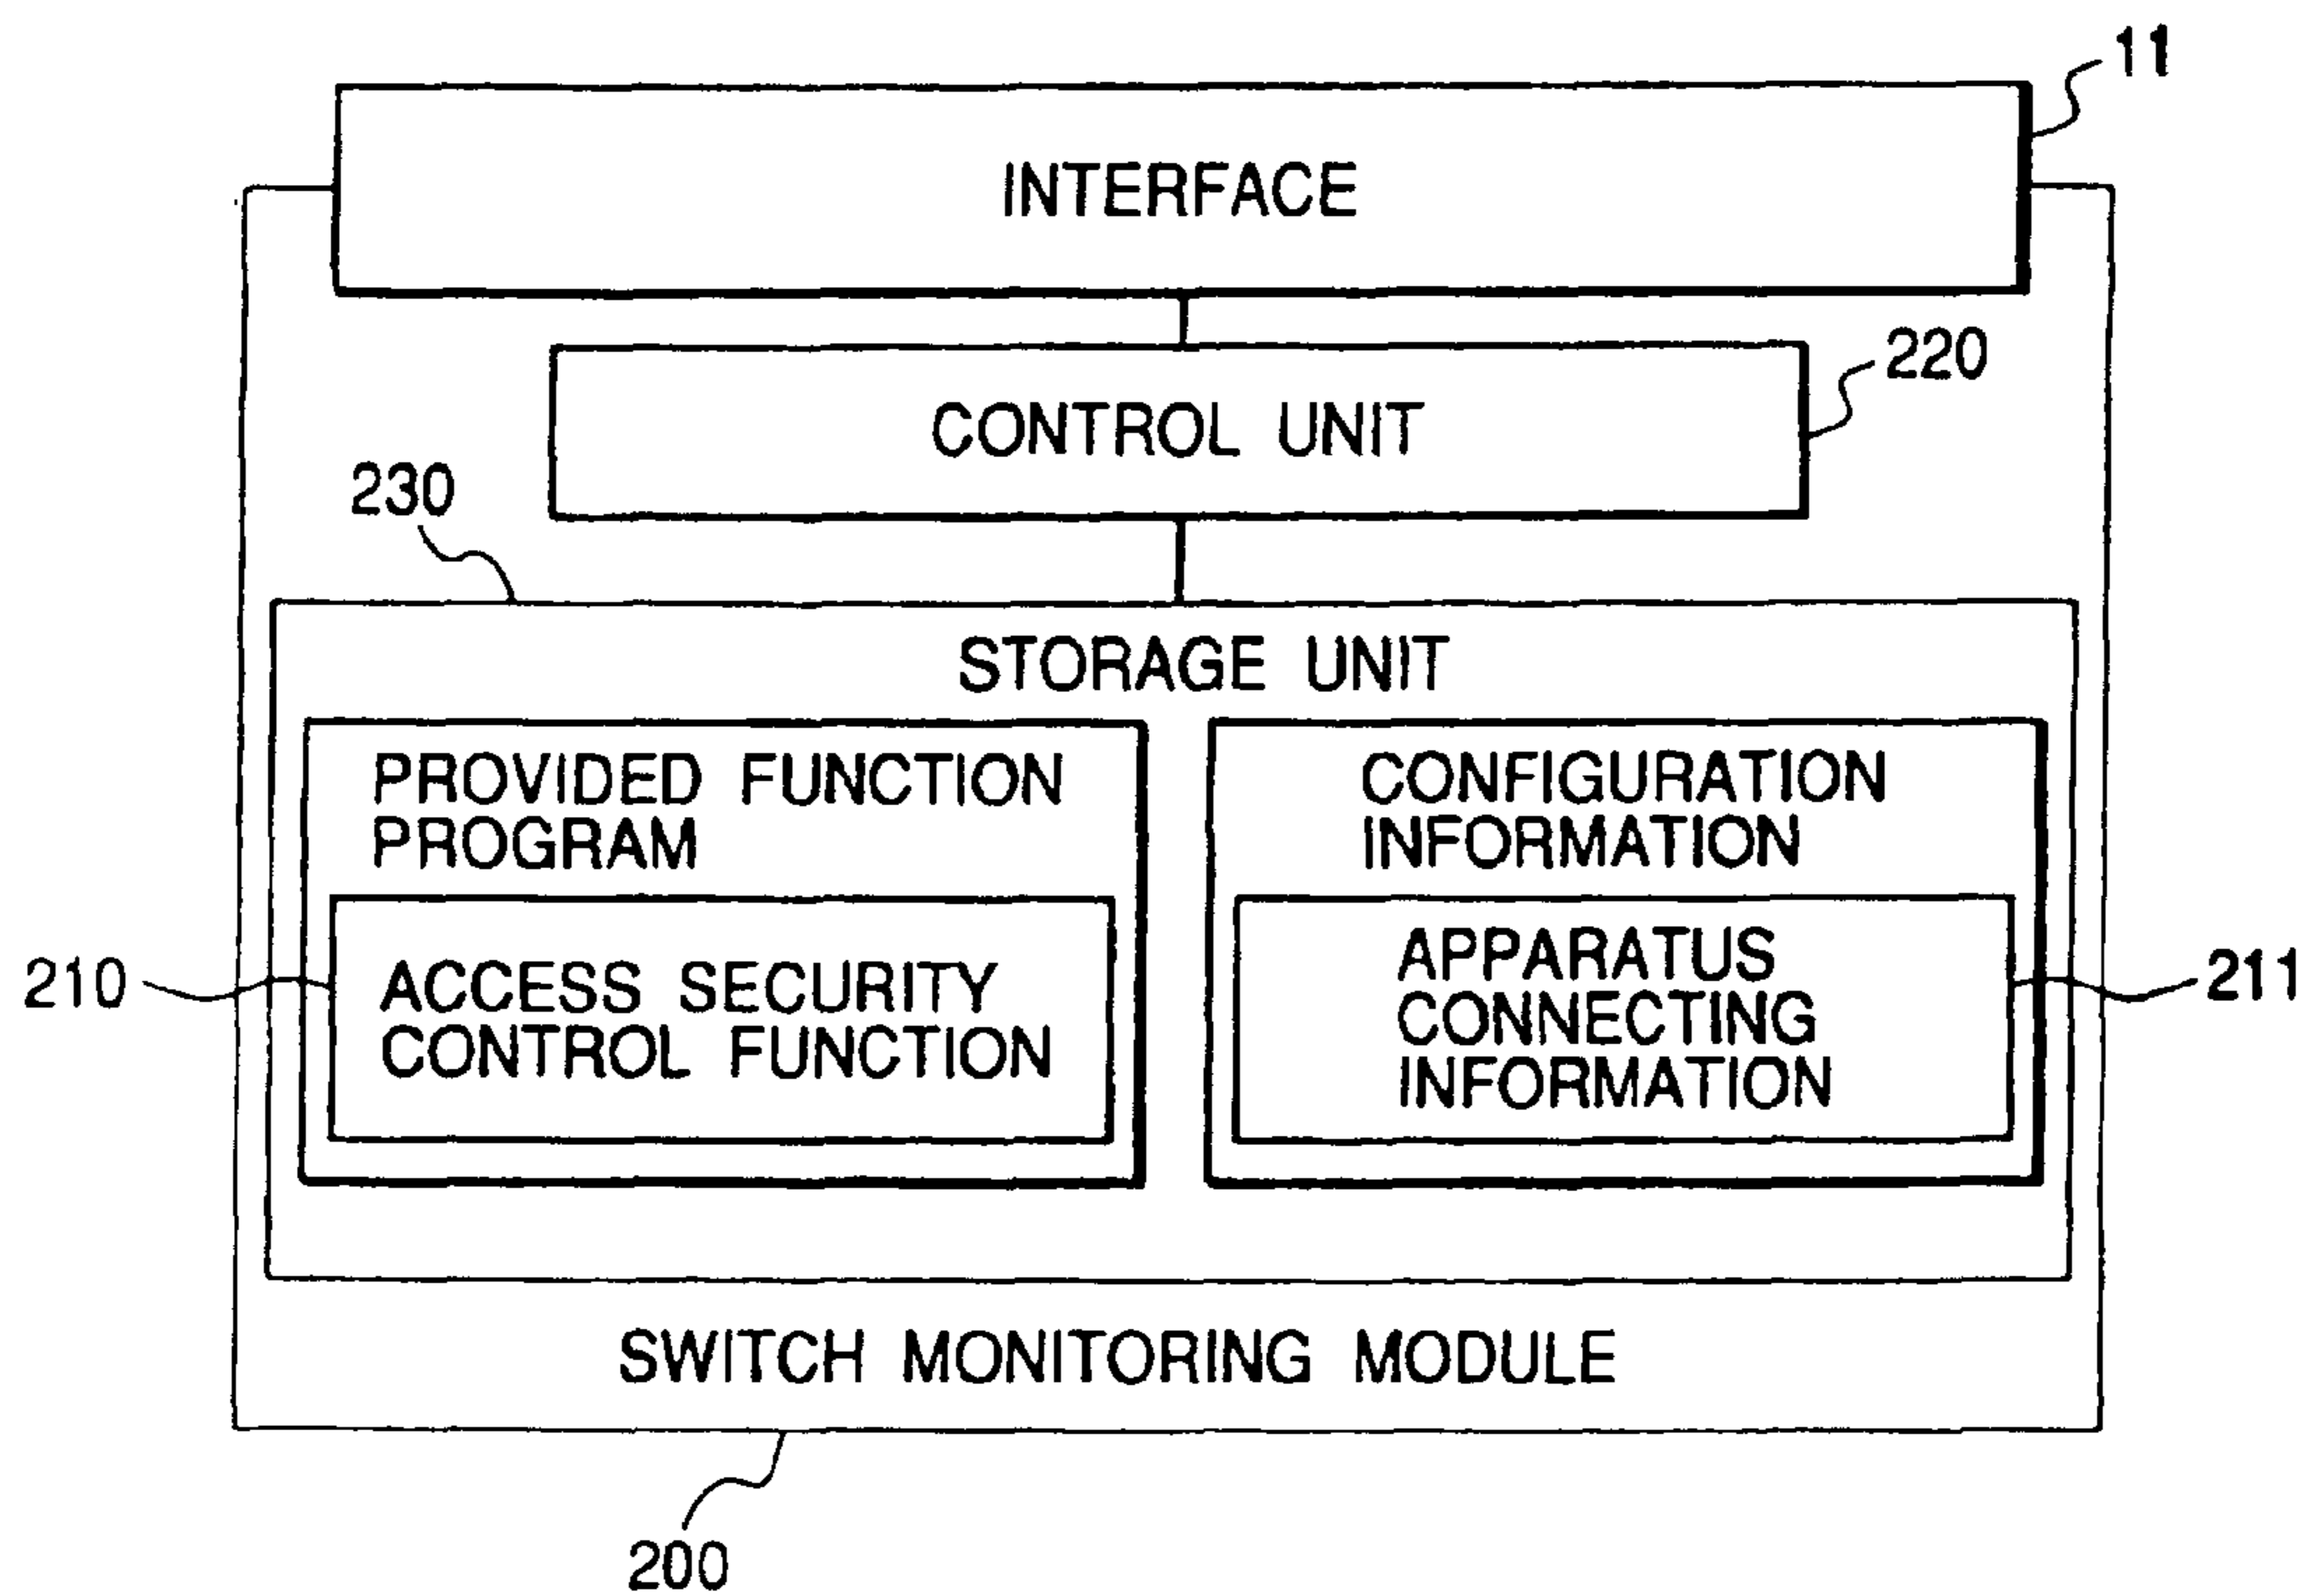 11
INTERFACE
220
CONTROL UNIT
230
STORAGE UNIT
PROVIDED FUNCTION
PROGRAM
CONFIGURATION
INFORMATION
210
ACCESS SECURITY
CONTROL FUNCTION
APPARATUS
CONNECTING
INFORMATION
211
SWITCH MONITORING MODULE
200